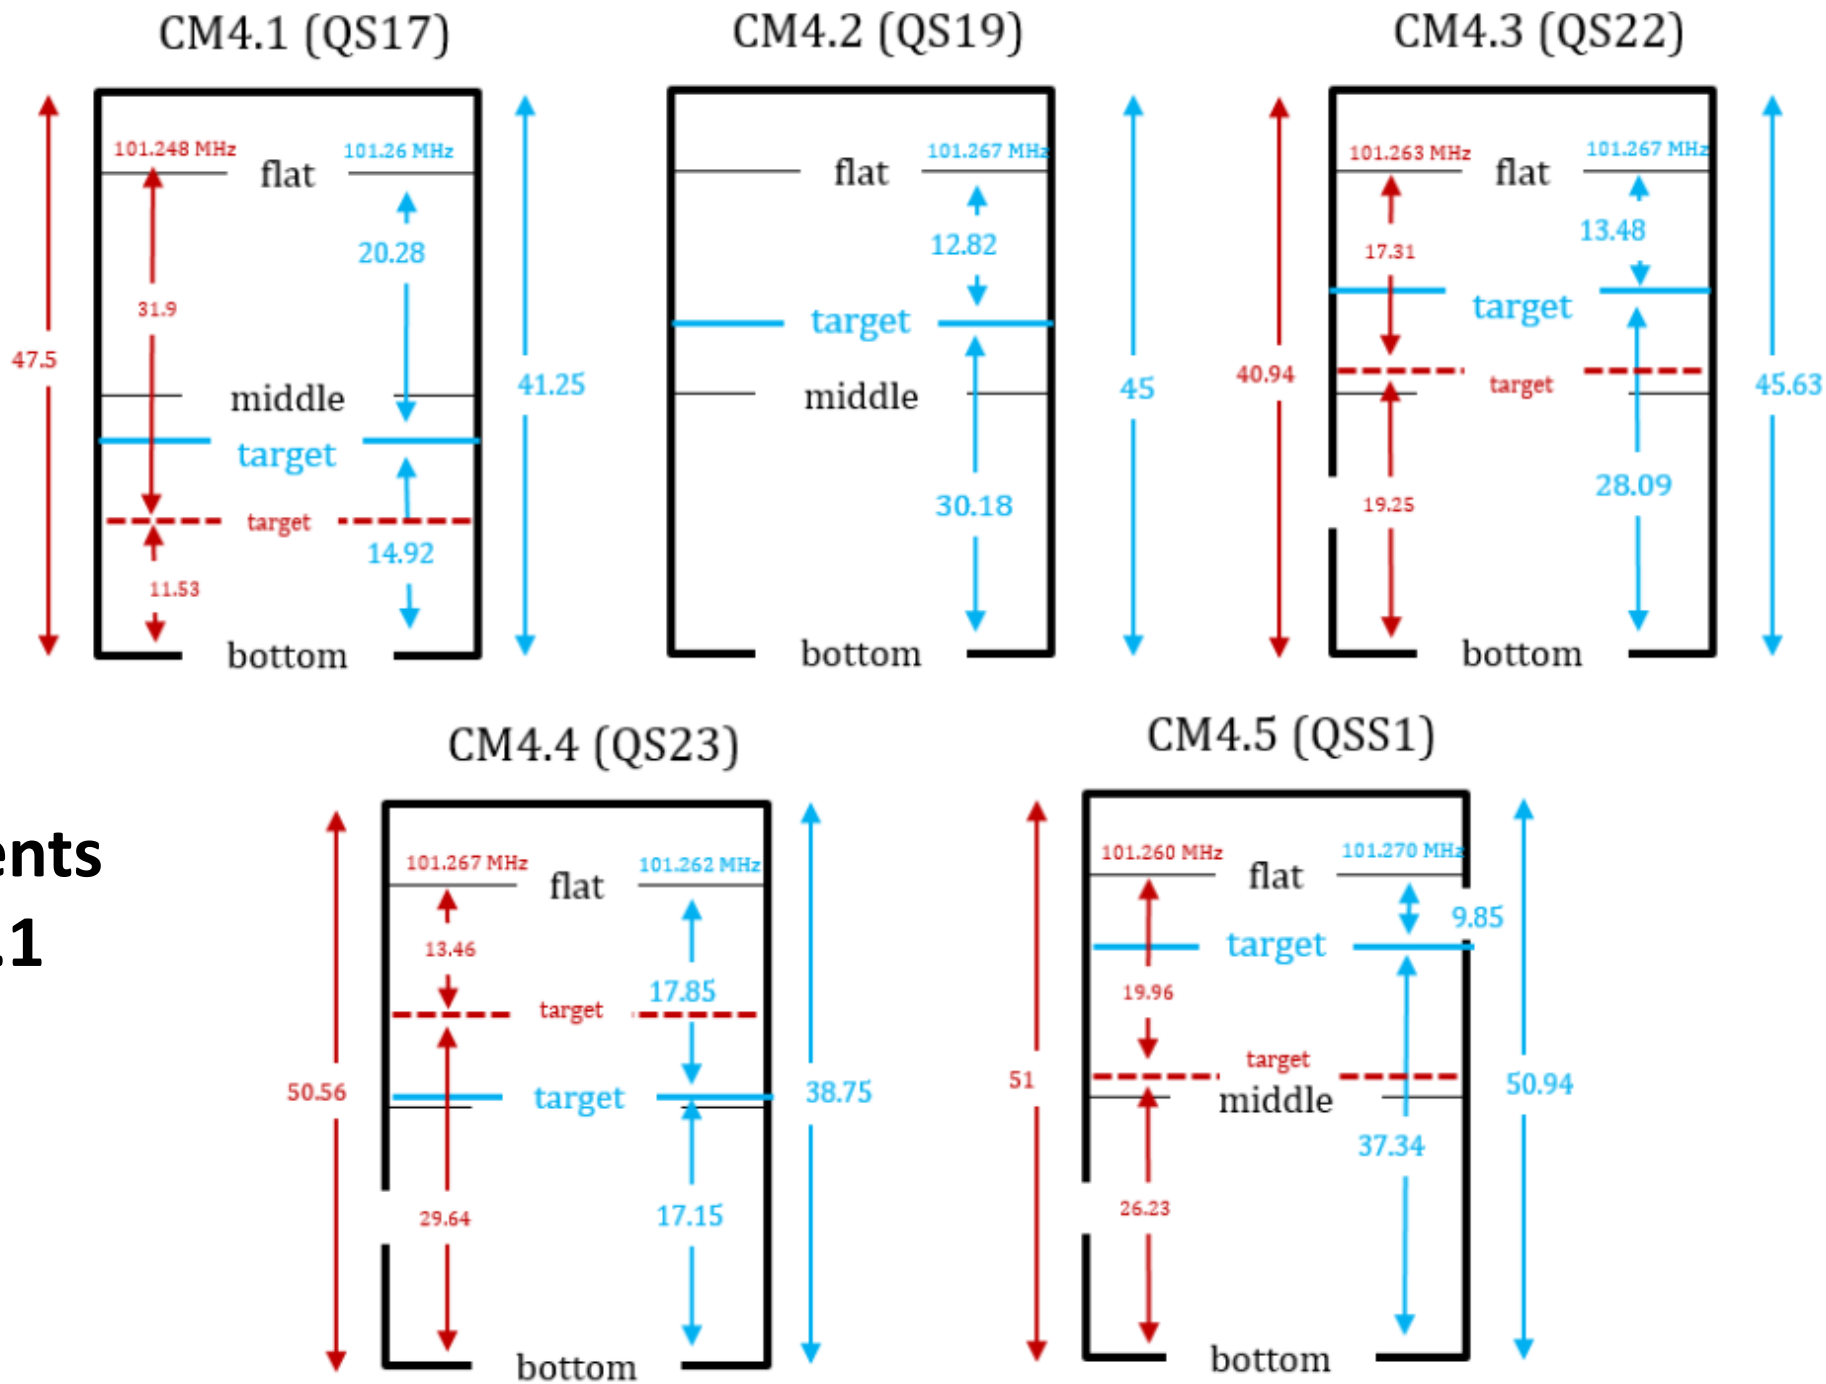 CM4.1 (QS17)
CM4.2 (QS19)
CM4.3 (QS22)
101.248 MHz
flat
101.26 MHz
20.28
31.9
47.5
41.25
middle
target
target
14.92
11.53
bottom
flat
101.267 MHz
12.82
target
middle
45
30.18
bottom
101.263 MHz
flat
101.267 MHz
13.48
17.31
target
40.94
target
45.63
28.09
19.25
bottom
CM4.4 (QS23)
CM4.5 (QSS1)
ents
.1
101.267 MHz
101.262 MHz
flat
13.46
17.85
target
50.56
target
38.75
29.64
17.15
bottom
101.260 MHz
101.270 MHz
flat
9.85
target
19.96
target
51
middle
50.94
37.34
26.23
bottom